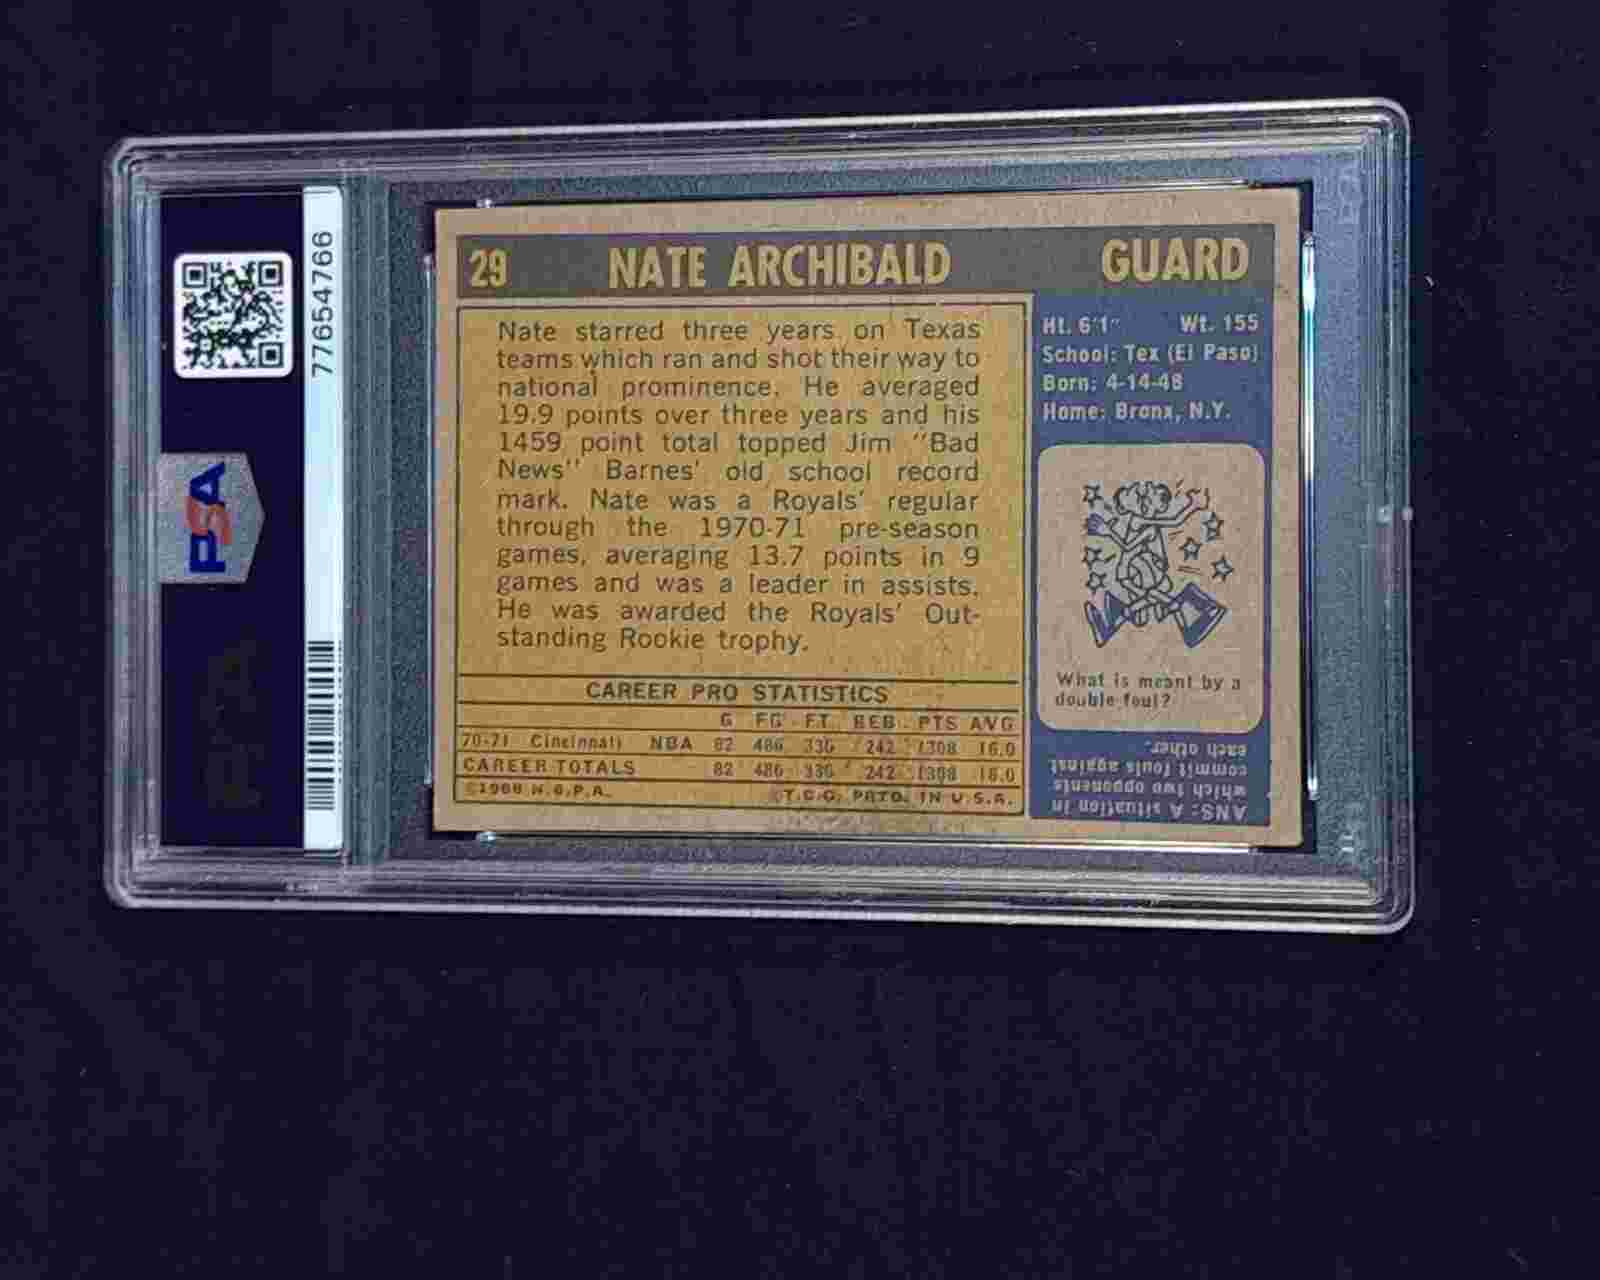 77654766
PSA
29 NATE ARCHIBALD GUARD
Nate starred three years on Texas
teams which ran and shot their way to
national prominence. He averaged
19.9 points over three years and his
1459 point total topped Jim "Bad
News" Barnes' old school record
mark. Nate was a Royals' regular
through the 1970-71 pre-season
games, averaging 13.7 points in 9
games and was a leader in assists.
He was awarded the Royals' Out-
standing Rookie trophy.
CAREER PRO STATISTICS
G FG FT REB PTS AVG
70-71 Cincinnati NBA 82 486 336 242 1308 16.0
CAREER TOTALS 82 486 336 242 1308 16.0
©1968 N.B.P.A. ©T.C.G. PRTD. IN U.S.A.
Ht. 6'1" Wt. 155
School: Tex (El Paso)
Born: 4-14-48
Home: Bronx, N.Y.
What is meant by a
double foul?
ANS: A situation in
which two opponents
commit fouls against
each other.